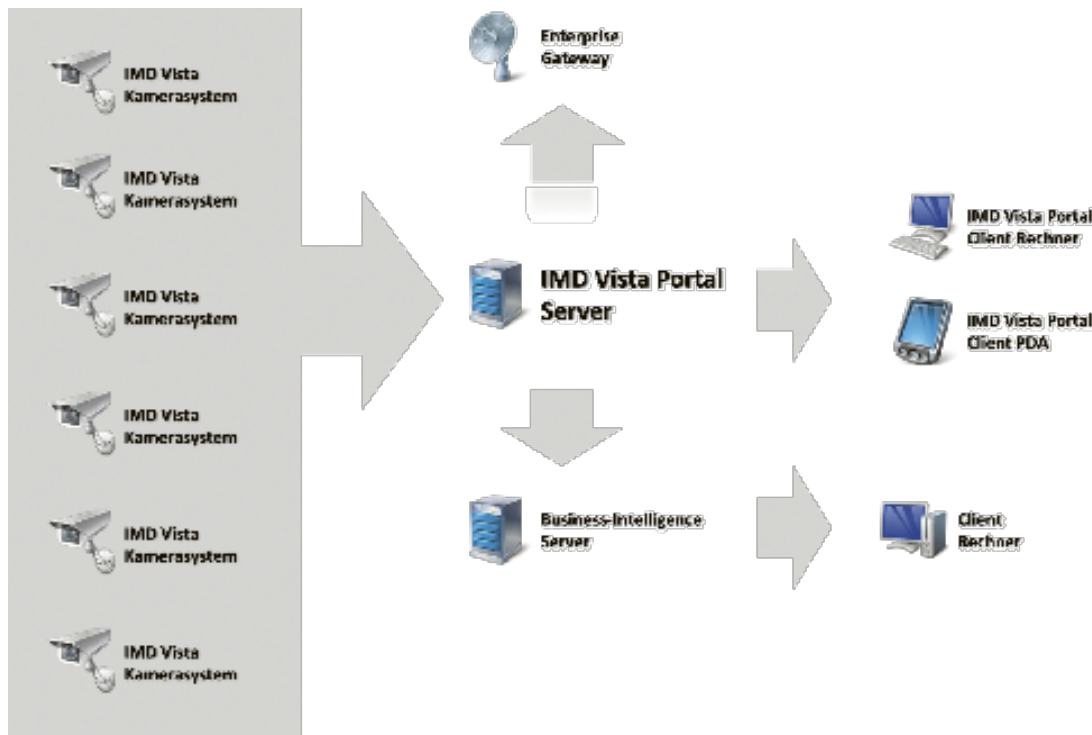 IMD Vista
Kamerasystem
IMD Vista
Kamerasystem
IMD Vista
Kamerasystem
IMD Vista
Kamerasystem
IMD Vista
Kamerasystem
IMD Vista
Kamerasystem
Enterprise
Gateway
IMD Vista Portal
Server
Business-Intelligence
Server
IMD Vista Portal
Client Rechner
IMD Vista Portal
Client PDA
Client
Rechner